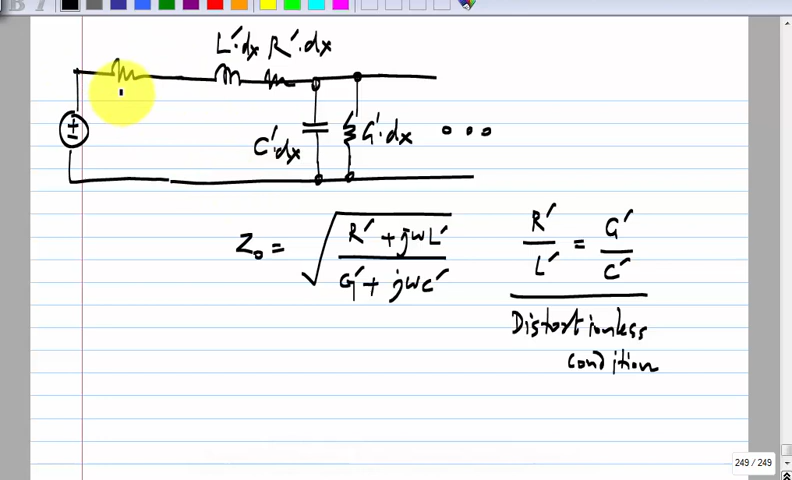 L'dx R'dx
C'dx
G'dx
Z₀ = √((R' + jωL') / (G' + jωC'))
R'/L' = G'/C'
Distortionless
condition
249 / 249